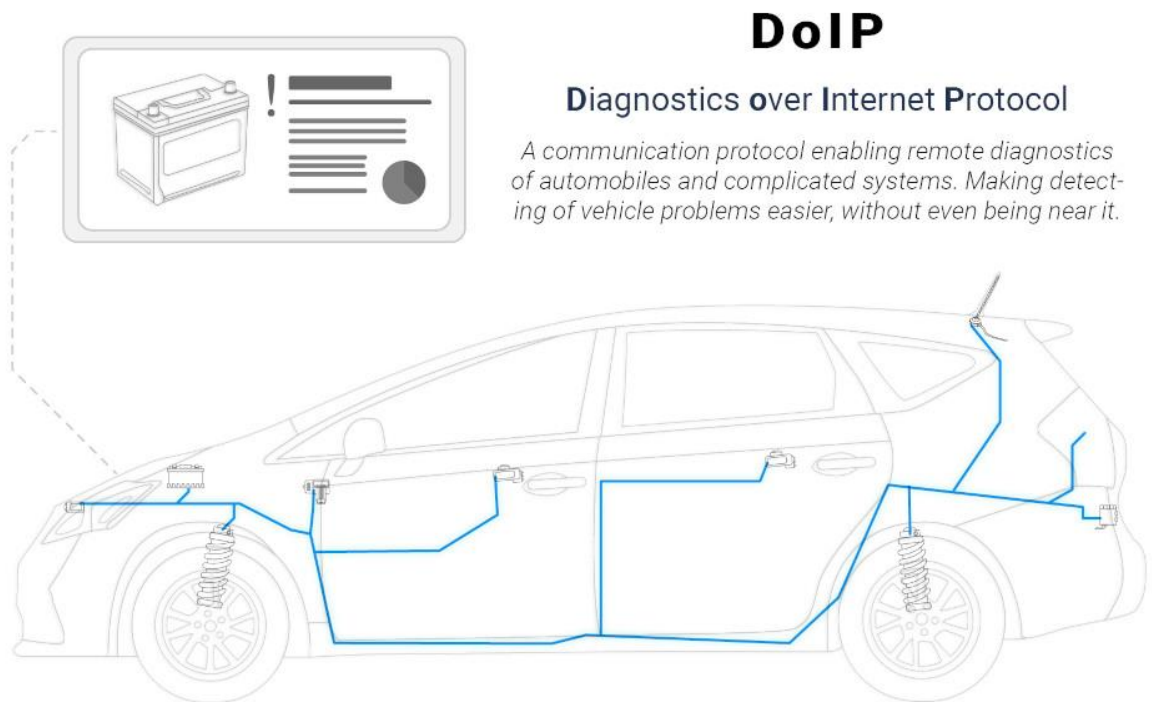 DoIP
Diagnostics over Internet Protocol
A communication protocol enabling remote diagnostics
of automobiles and complicated systems. Making detect-
ing of vehicle problems easier, without even being near it.
!